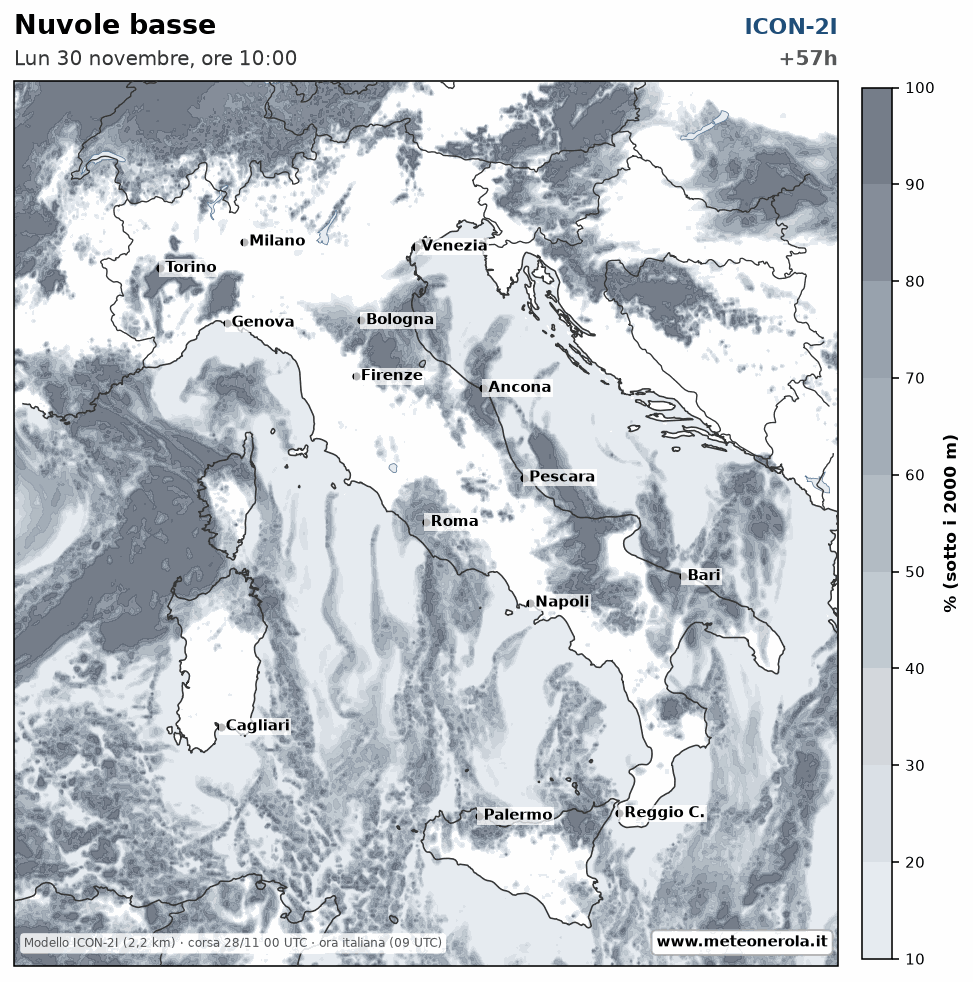 Nuvole basse
ICON-2I
Lun 30 novembre, ore 10:00
+57h
Milano
Venezia
Torino
Genova
Bologna
Firenze
Ancona
Pescara
Roma
Bari
Napoli
Cagliari
Palermo
Reggio C.
Modello ICON-2I (2,2 km) · corsa 28/11 00 UTC · ora italiana (09 UTC)
www.meteonerola.it
100
90
80
70
60
50
40
30
20
10
% (sotto i 2000 m)